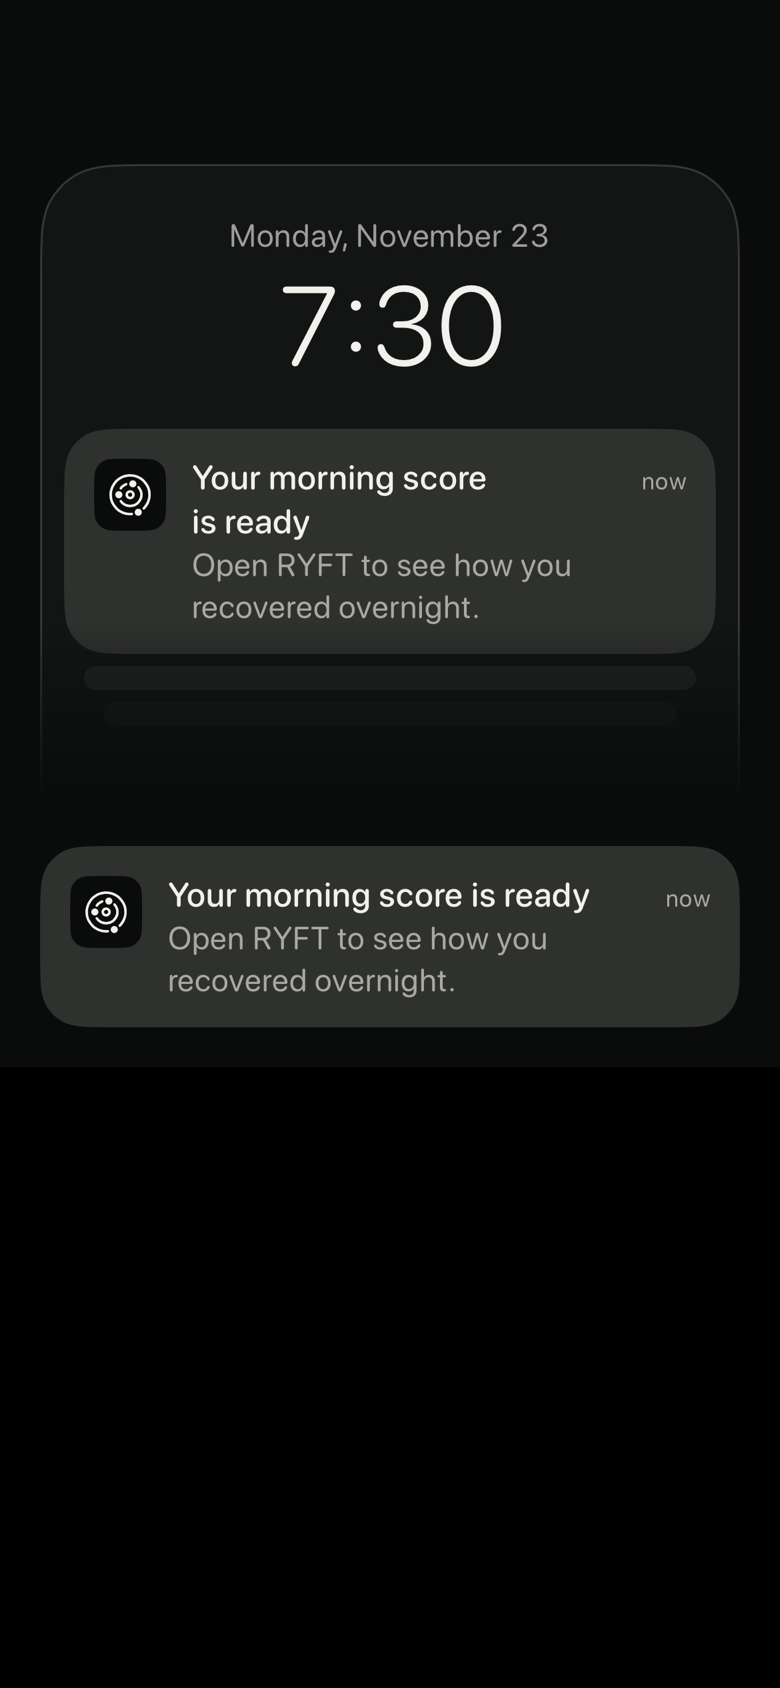 Monday, November 23
7:30
Your morning score
now
is ready
Open RYFT to see how you
recovered overnight.
Your morning score is ready
now
Open RYFT to see how you
recovered overnight.